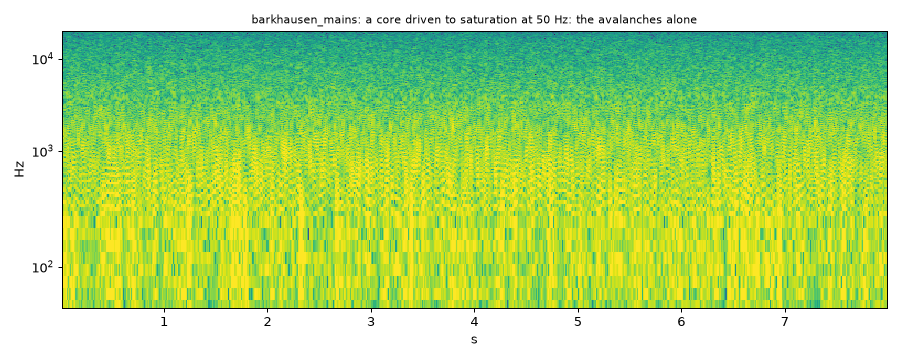 barkhausen_mains: a core driven to saturation at 50 Hz: the avalanches alone
10⁴
10³
10²
Hz
1 2 3 4 5 6 7
s